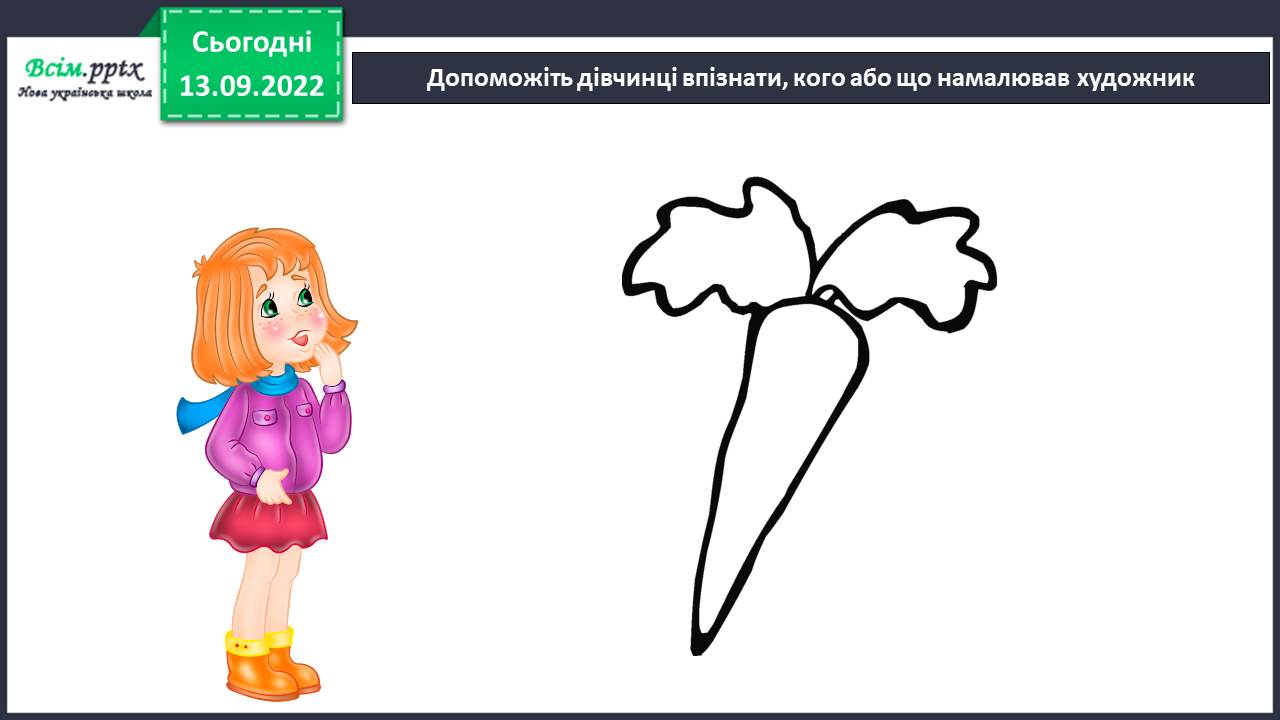 Всім.pptx
Нова українська школа
Сьогодні
13.09.2022
Допоможіть дівчинці впізнати, кого або що намалював художник